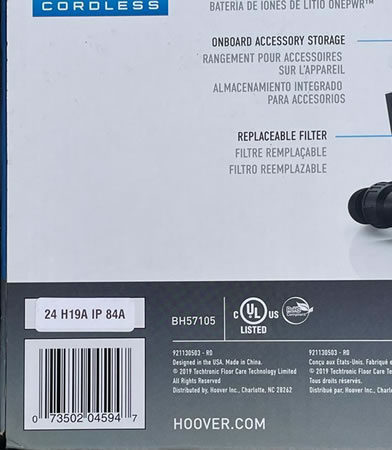 CORDLESS
BATERÍA DE IONES DE LITIO ONEPWR™
ONBOARD ACCESSORY STORAGE
RANGEMENT POUR ACCESSOIRES
SUR L'APPAREIL
ALMACENAMIENTO INTEGRADO
PARA ACCESORIOS
REPLACEABLE FILTER
FILTRE REMPLAÇABLE
FILTRO REEMPLAZABLE
24 H19A IP 84A
BH57105
C UL US
LISTED
RoHS
921130503 - R0
Designed in the USA. Made in China.
© 2019 Techtronic Floor Care Technology Limited
All Rights Reserved
Distributed by, Hoover Inc., Charlotte, NC 28262
921130503 - R0
Conçu aux États-Unis. Fabriqué e
© 2019 Techtronic Floor Care Te
Tous droits réservés.
Distribué par, Hoover Inc., Char
0 73502 04594 7
HOOVER.COM